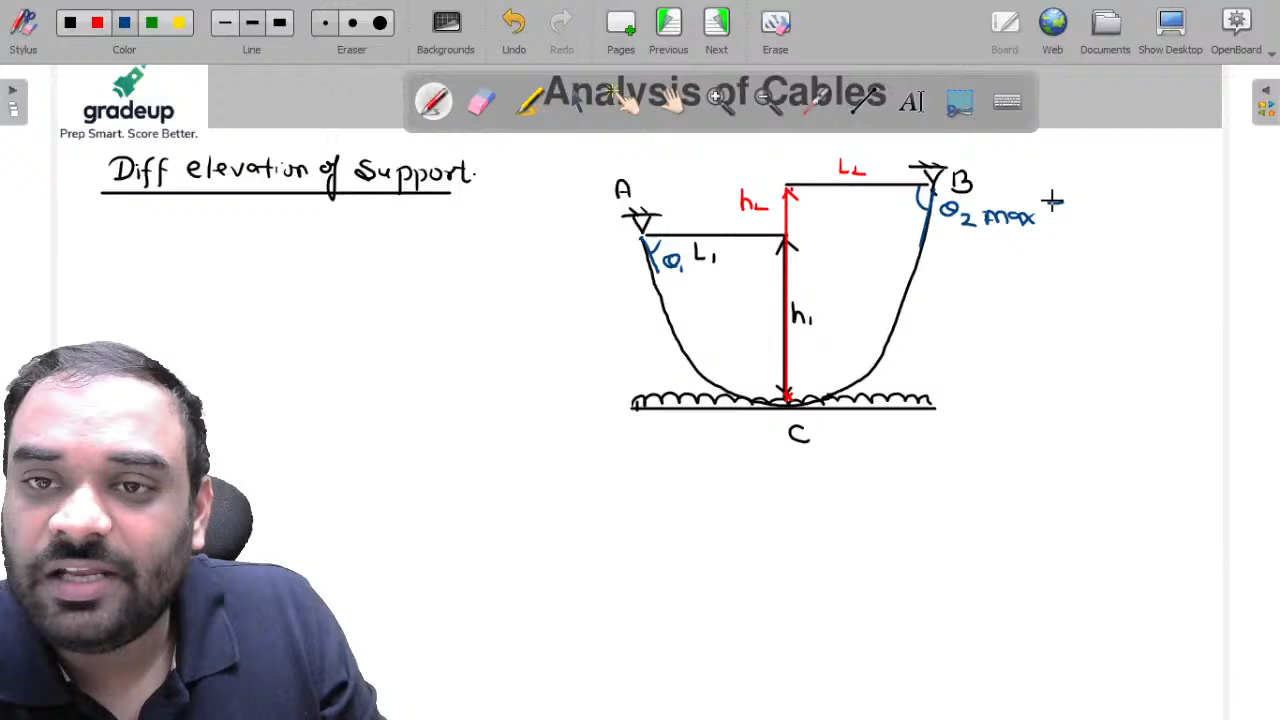 Stylus
Color
Line
Eraser
Backgrounds
Undo
Redo
Pages
Previous
Next
Erase
Board
Web
Documents
Show Desktop
OpenBoard
gradeup
Prep Smart. Score Better.
Analysis of Cables
AI
Diff elevation of Support.
A
L2
B
h2
θ2 max
L1
θ1
h1
C